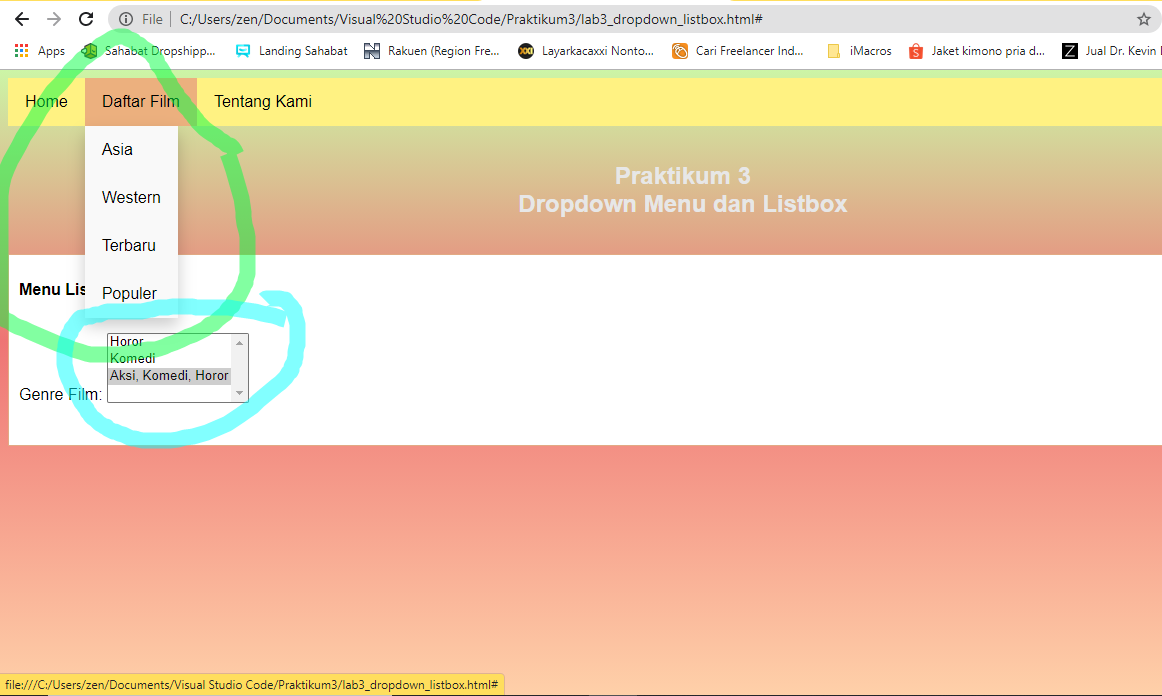 File | C:/Users/zen/Documents/Visual%20Studio%20Code/Praktikum3/lab3_dropdown_listbox.html#
Apps Sahabat Dropshipp... Landing Sahabat Rakuen (Region Fre... Layarkacaxxi Nonto... Cari Freelancer Ind... iMacros Jaket kimono pria d... Jual Dr. Kevin
Home Daftar Film Tentang Kami
Asia
Western
Terbaru
Populer
Praktikum 3
Dropdown Menu dan Listbox
Menu Lis
Horor
Komedi
Aksi, Komedi, Horor
Genre Film:
file:///C:/Users/zen/Documents/Visual Studio Code/Praktikum3/lab3_dropdown_listbox.html#